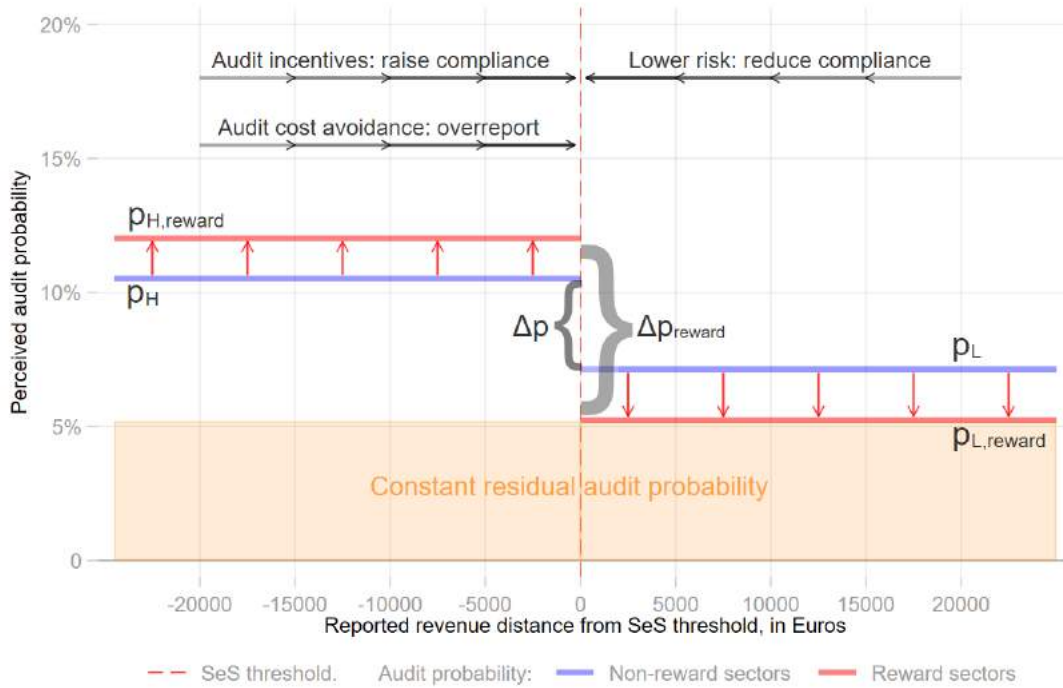 20%
Audit incentives: raise compliance
Lower risk: reduce compliance
Audit cost avoidance: overreport
15%
Perceived audit probability
pH,reward
10%
pH
Δp
Δpreward
pL
5%
pL,reward
Constant residual audit probability
0
-20000 -15000 -10000 -5000 0 5000 10000 15000 20000
Reported revenue distance from SeS threshold, in Euros
SeS threshold. Audit probability: Non-reward sectors Reward sectors